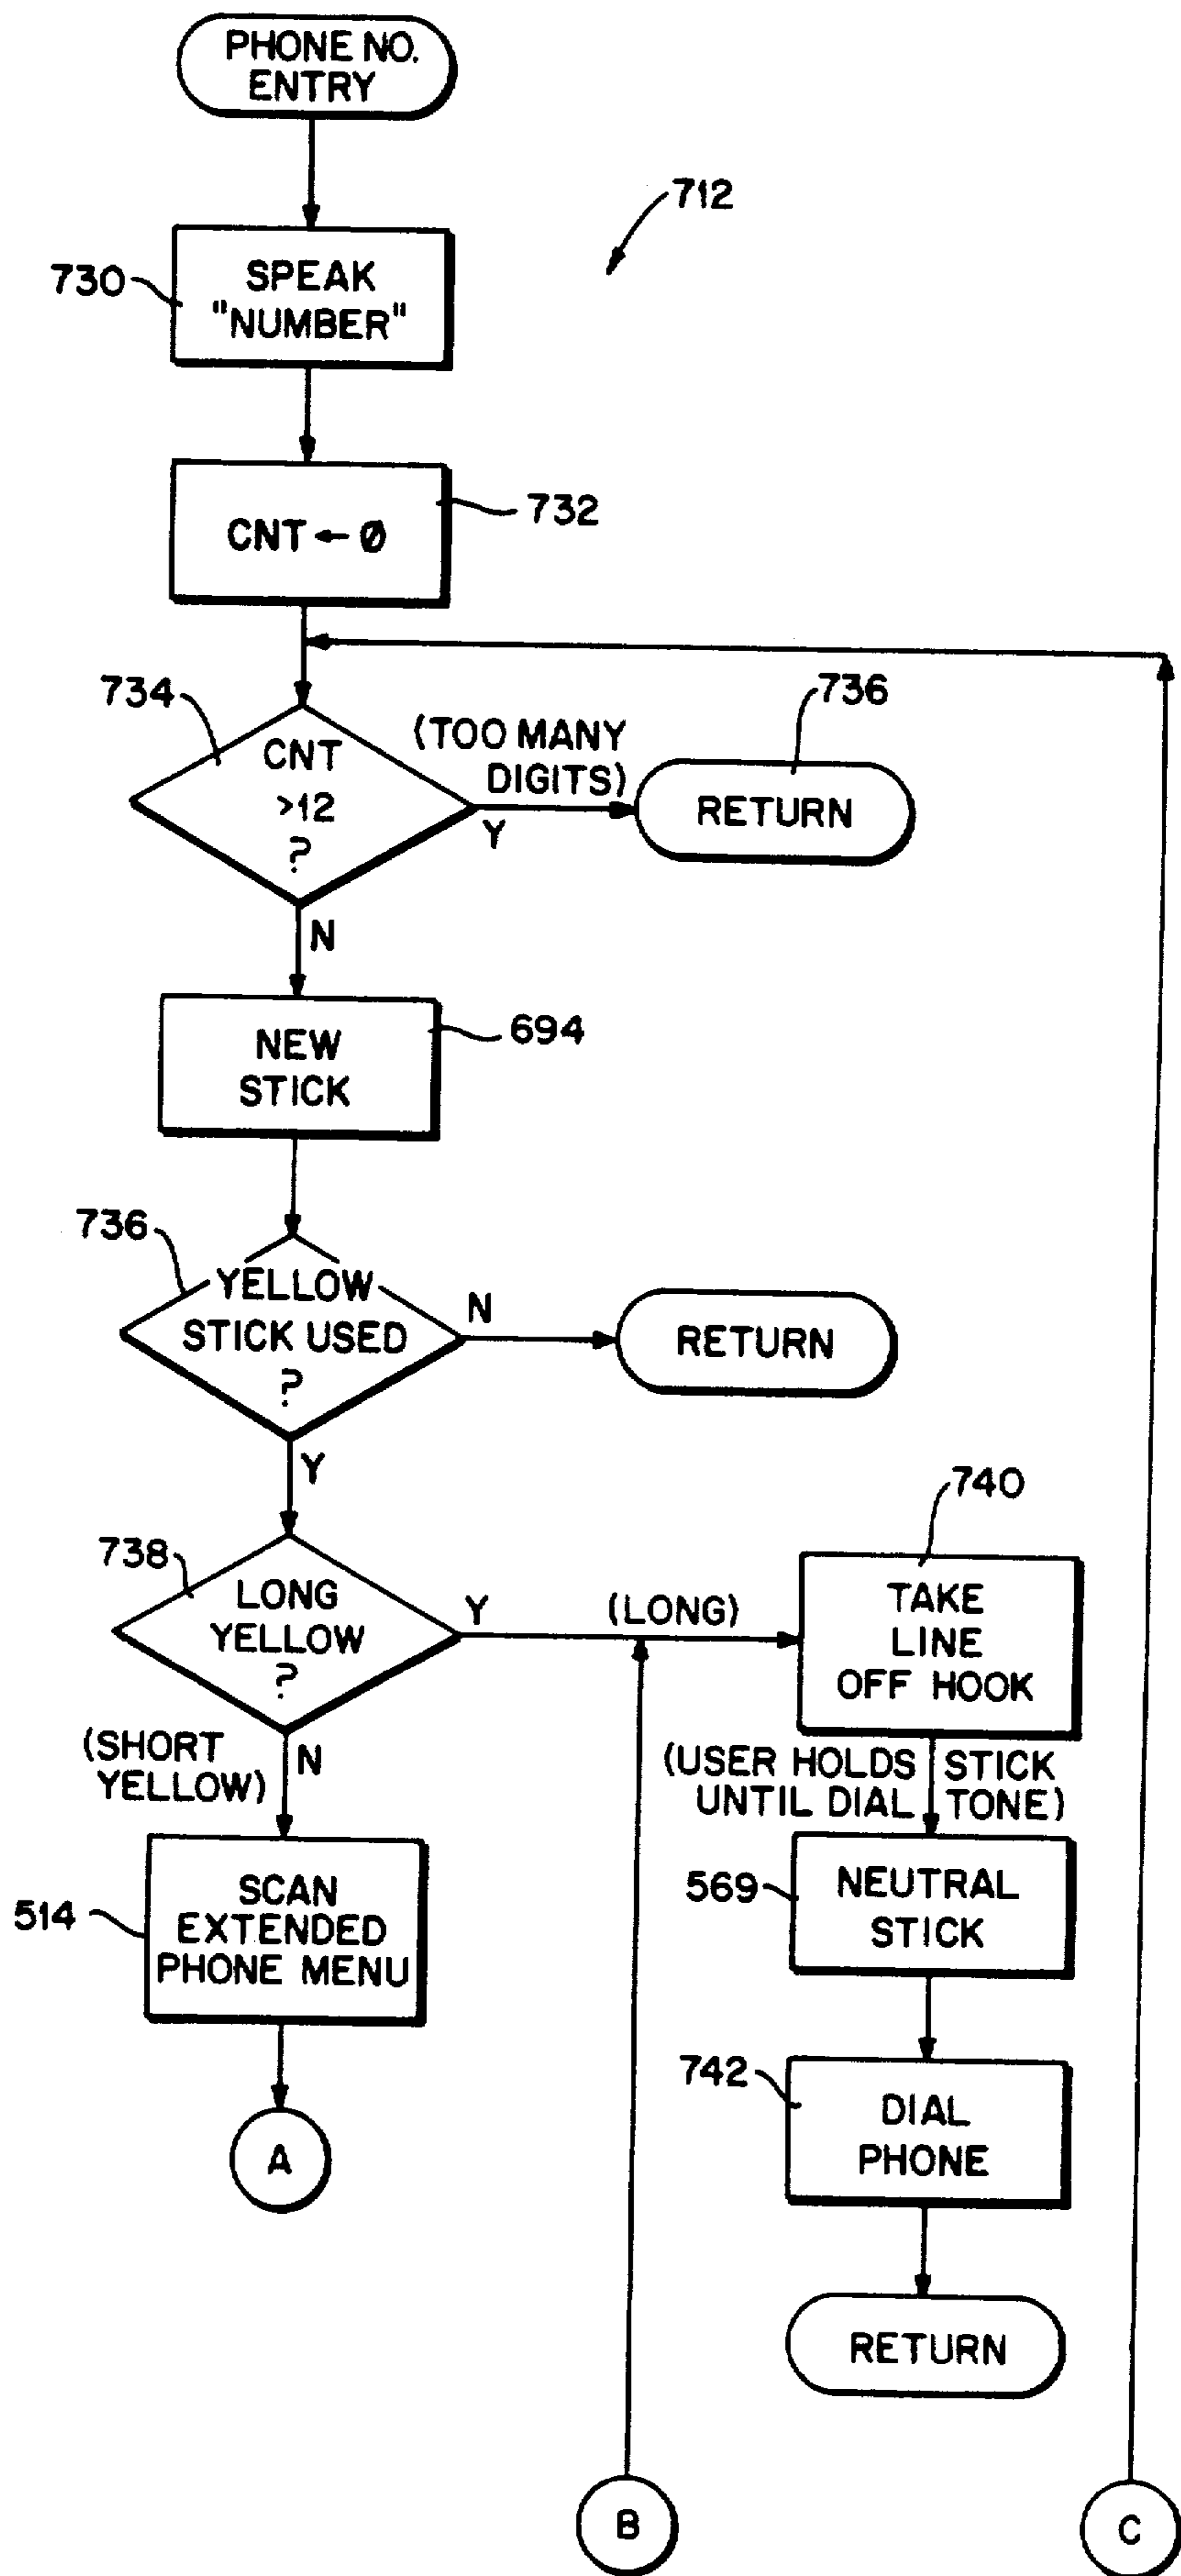 PHONE NO.
ENTRY
712
730
SPEAK
"NUMBER"
732
CNT ← Ø
734
CNT
>12
?
(TOO MANY
DIGITS)
Y
736
RETURN
N
694
NEW
STICK
736
YELLOW
STICK USED
?
N
RETURN
Y
738
LONG
YELLOW
?
Y
(LONG)
740
TAKE
LINE
OFF HOOK
(SHORT
YELLOW)
N
(USER HOLDS STICK
UNTIL DIAL TONE)
514
SCAN
EXTENDED
PHONE MENU
569
NEUTRAL
STICK
742
DIAL
PHONE
A
RETURN
B
C